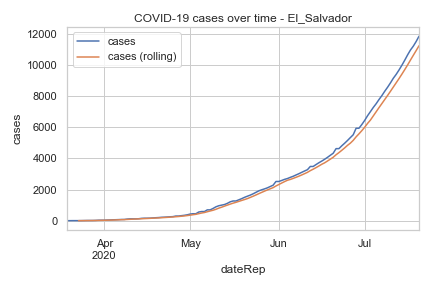 COVID-19 cases over time - El_Salvador
cases
cases (rolling)
12000
10000
8000
6000
4000
2000
0
cases
Apr
2020
May
Jun
Jul
dateRep